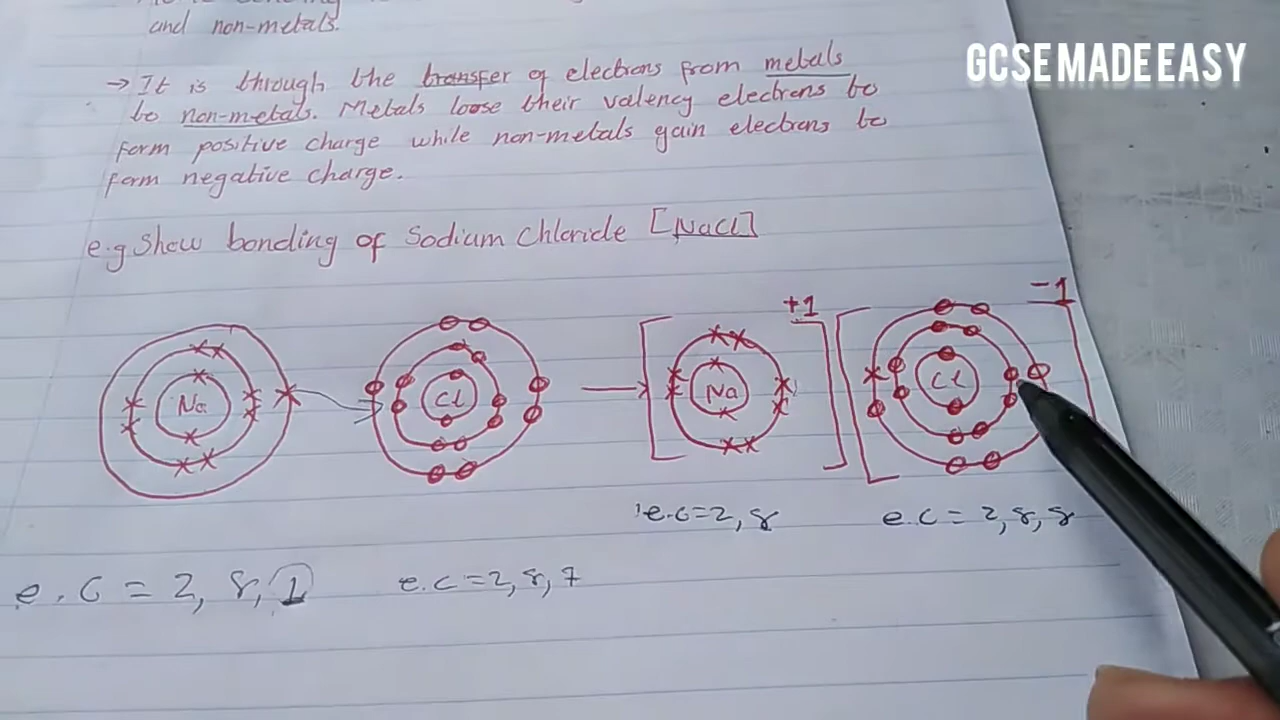 GCSE MADE EASY
and non-metals.
→ It is through the transfer of electrons from metals
to non-metals. Metals loose their valency electrons to
form positive charge while non-metals gain electrons to
form negative charge.
e.g Show bonding of Sodium Chloride [NaCl]
+1
-1
Na
Cl
Na
Cl
e.c = 2, 8
e.c = 2, 8, 8
e.c = 2, 8, 1
e.c = 2, 8, 7